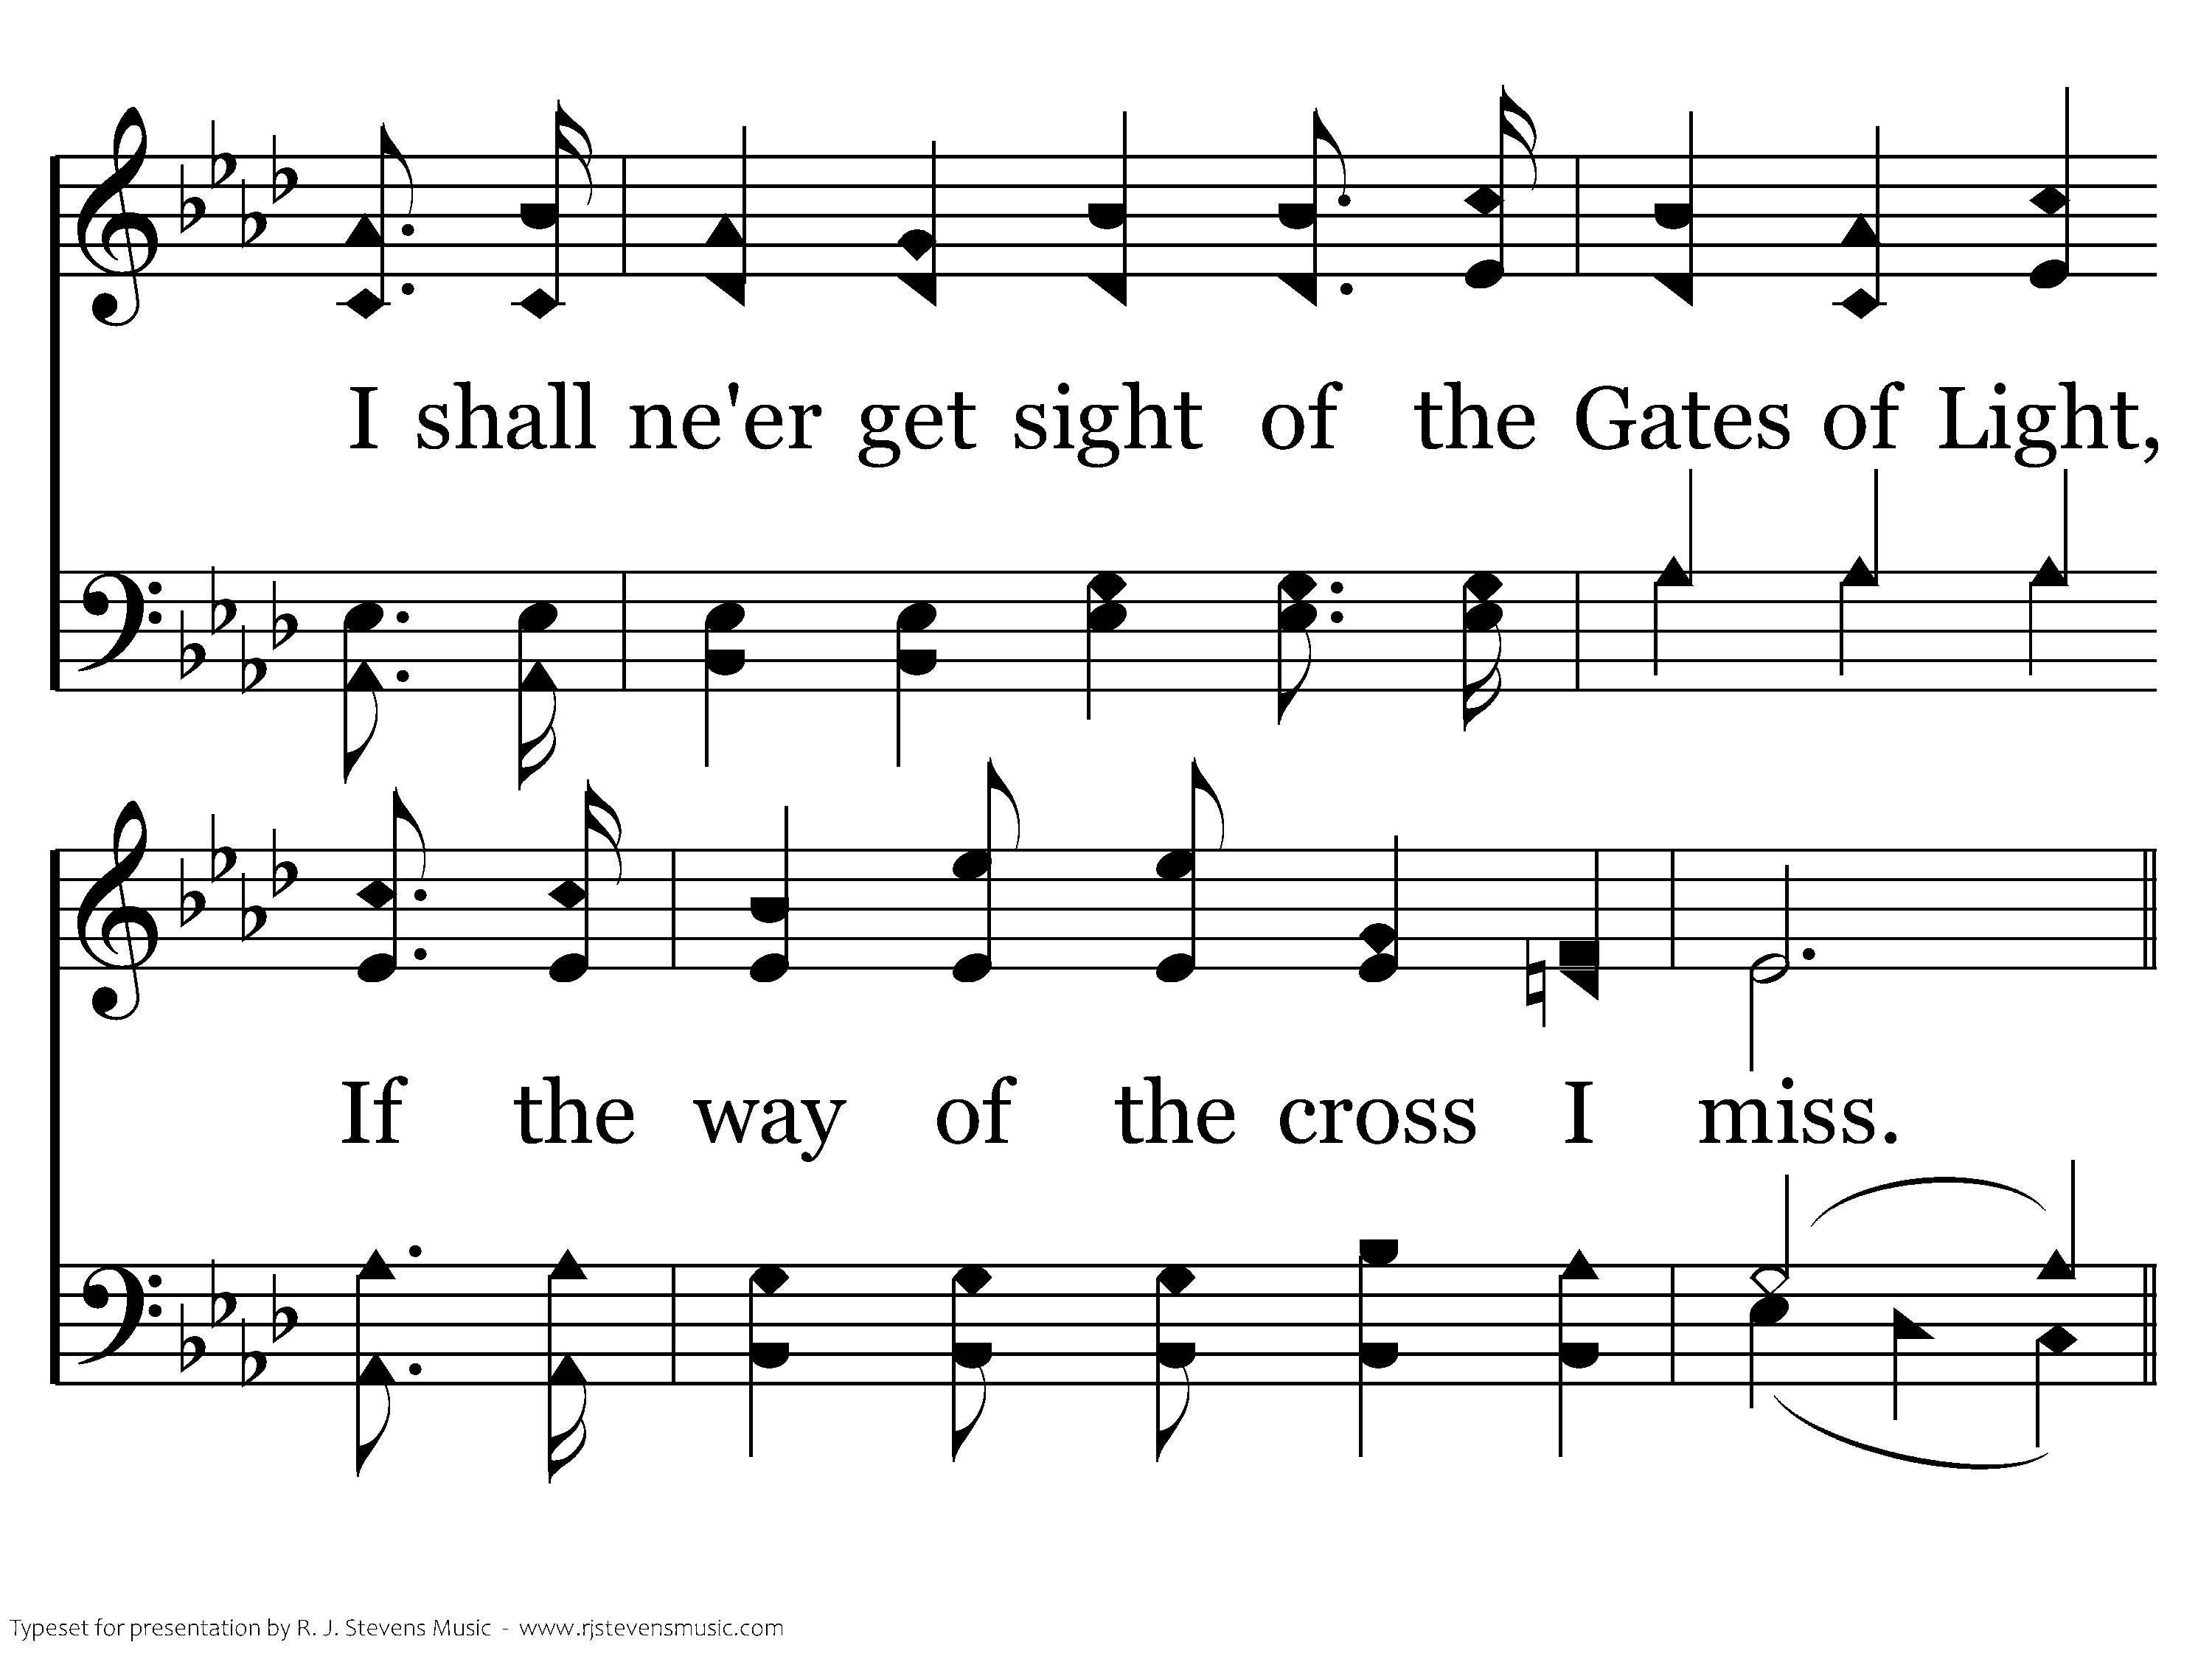 I shall ne'er get sight of the Gates of Light,
If the way of the cross I miss.
Typeset for presentation by R. J. Stevens Music - www.rjstevensmusic.com